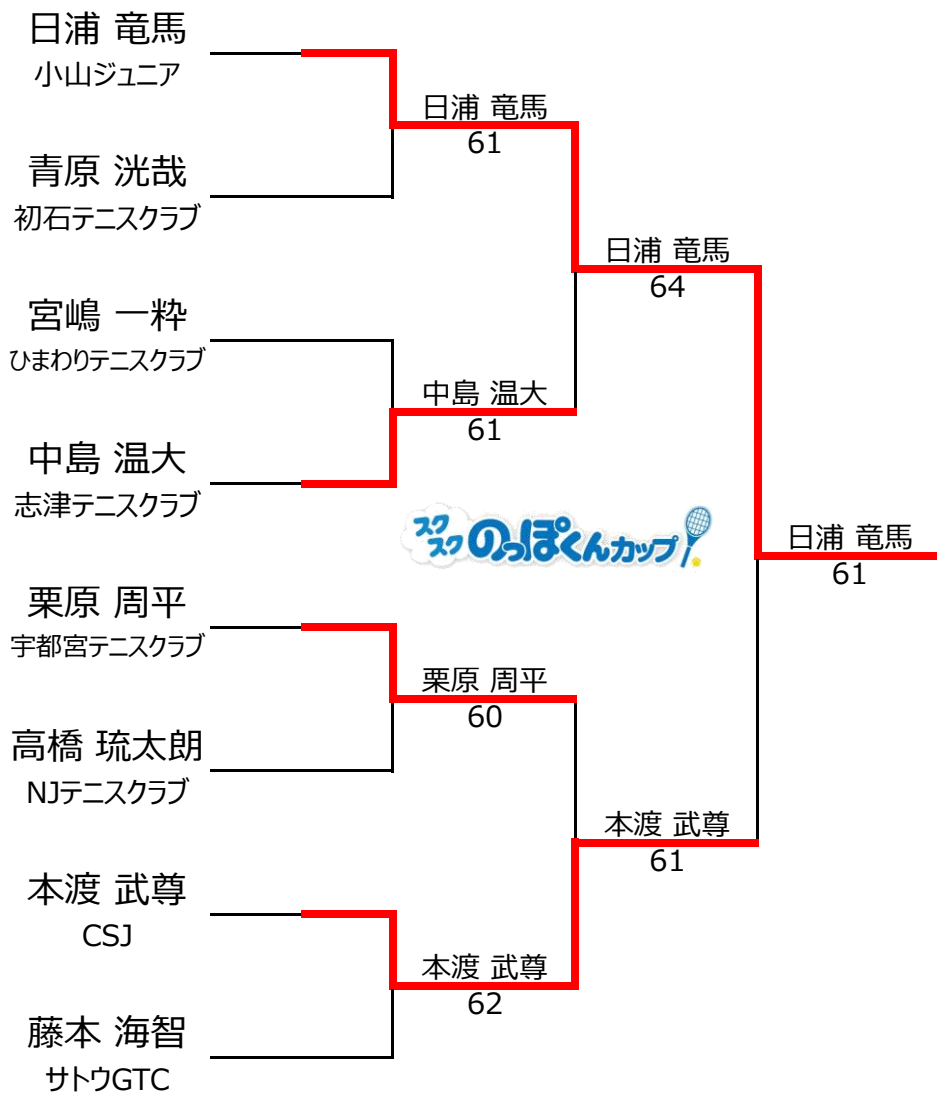 日浦 竜馬
小山ジュニア
青原 洸哉
初石テニスクラブ
宮嶋 一粋
ひまわりテニスクラブ
中島 温大
志津テニスクラブ
栗原 周平
宇都宮テニスクラブ
高橋 琉太朗
NJテニスクラブ
本渡 武尊
CSJ
藤本 海智
サトウGTC
日浦 竜馬
61
中島 温大
61
栗原 周平
60
本渡 武尊
62
日浦 竜馬
64
本渡 武尊
61
スクスク のっぽくんカップ
日浦 竜馬
61